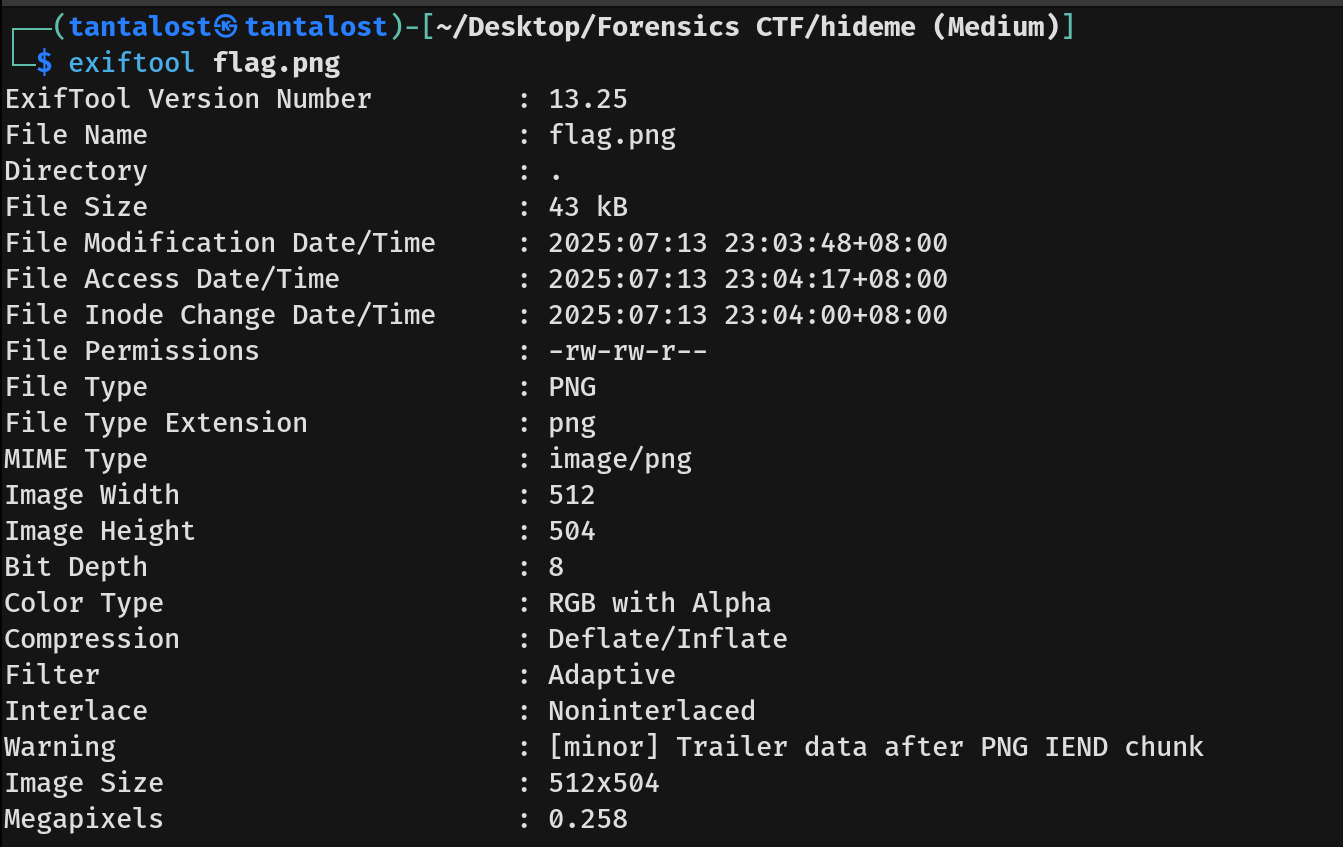 ┌──(tantalost㉿tantalost)-[~/Desktop/Forensics CTF/hideme (Medium)]
└─$ exiftool flag.png
ExifTool Version Number         : 13.25
File Name                       : flag.png
Directory                       : .
File Size                       : 43 kB
File Modification Date/Time     : 2025:07:13 23:03:48+08:00
File Access Date/Time           : 2025:07:13 23:04:17+08:00
File Inode Change Date/Time     : 2025:07:13 23:04:00+08:00
File Permissions                : -rw-rw-r--
File Type                       : PNG
File Type Extension             : png
MIME Type                       : image/png
Image Width                     : 512
Image Height                    : 504
Bit Depth                       : 8
Color Type                      : RGB with Alpha
Compression                     : Deflate/Inflate
Filter                          : Adaptive
Interlace                       : Noninterlaced
Warning                         : [minor] Trailer data after PNG IEND chunk
Image Size                      : 512x504
Megapixels                      : 0.258